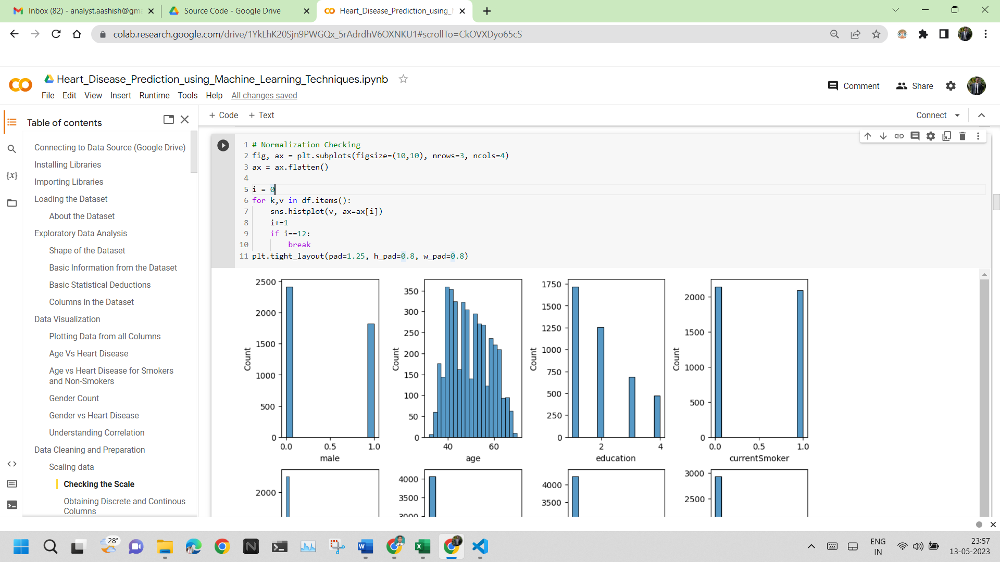 Inbox (82) - analyst.aashish@gma
Source Code - Google Drive
Heart_Disease_Prediction_using_M
colab.research.google.com/drive/1YkLhK20Sjn9PWGQx_5rAdrdhV6OXNKU1#scrollTo=CkOVXDyo65cS
Heart_Disease_Prediction_using_Machine_Learning_Techniques.ipynb
File Edit View Insert Runtime Tools Help All changes saved
Comment
Share
Table of contents
Connecting to Data Source (Google Drive)
Installing Libraries
Importing Libraries
Loading the Dataset
About the Dataset
Exploratory Data Analysis
Shape of the Dataset
Basic Information from the Dataset
Basic Statistical Deductions
Columns in the Dataset
Data Visualization
Plotting Data from all Columns
Age Vs Heart Disease
Age vs Heart Disease for Smokers
and Non-Smokers
Gender Count
Gender vs Heart Disease
Understanding Correlation
Data Cleaning and Preparation
Scaling data
Checking the Scale
Obtaining Discrete and Continous
Columns
+ Code + Text
Connect
1 # Normalization Checking
2 fig, ax = plt.subplots(figsize=(10,10), nrows=3, ncols=4)
3 ax = ax.flatten()
4
5 i = 0
6 for k,v in df.items():
7 sns.histplot(v, ax=ax[i])
8 i+=1
9 if i==12:
10 break
11 plt.tight_layout(pad=1.25, h_pad=0.8, w_pad=0.8)
2500
2000
1500
1000
500
0
Count
0.0 0.5 1.0
male
350
300
250
200
150
100
50
0
Count
40 60
age
1750
1500
1250
1000
750
500
250
0
Count
2 4
education
2000
1500
1000
500
0
Count
0.0 0.5 1.0
currentSmoker
2000
4000
3500
3000
4000
3500
3000
2500
28°
ENG
IN
23:57
13-05-2023